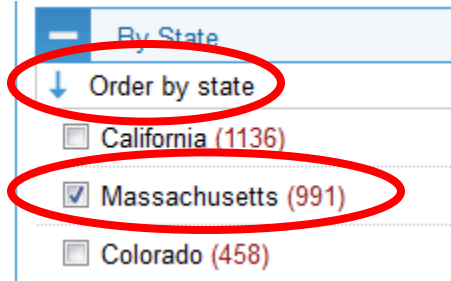 By State
Order by state
California (1136)
Massachusetts (991)
Colorado (458)